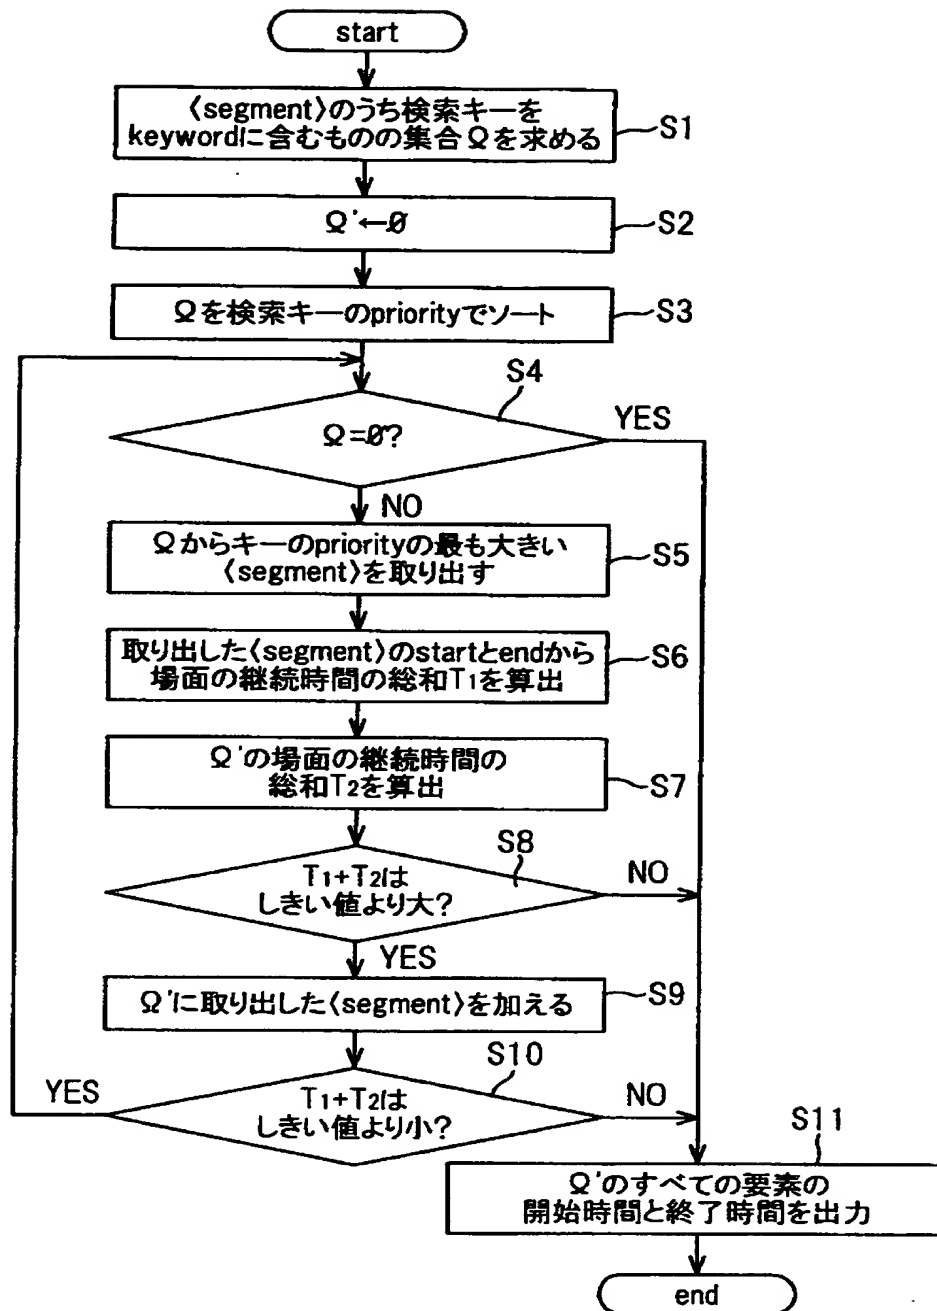 start
〈segment〉のうち検索キーを
keywordに含むものの集合Ωを求める
S1
Ω'←Ø
S2
Ωを検索キーのpriorityでソート
S3
S4
Ω=Ø?
YES
NO
Ωからキーのpriorityの最も大きい
〈segment〉を取り出す
S5
取り出した〈segment〉のstartとendから
場面の継続時間の総和T1を算出
S6
Ω'の場面の継続時間の
総和T2を算出
S7
S8
T1+T2は
しきい値より大?
NO
YES
Ω'に取り出した〈segment〉を加える
S9
S10
YES
T1+T2は
しきい値より小?
NO
S11
Ω'のすべての要素の
開始時間と終了時間を出力
end